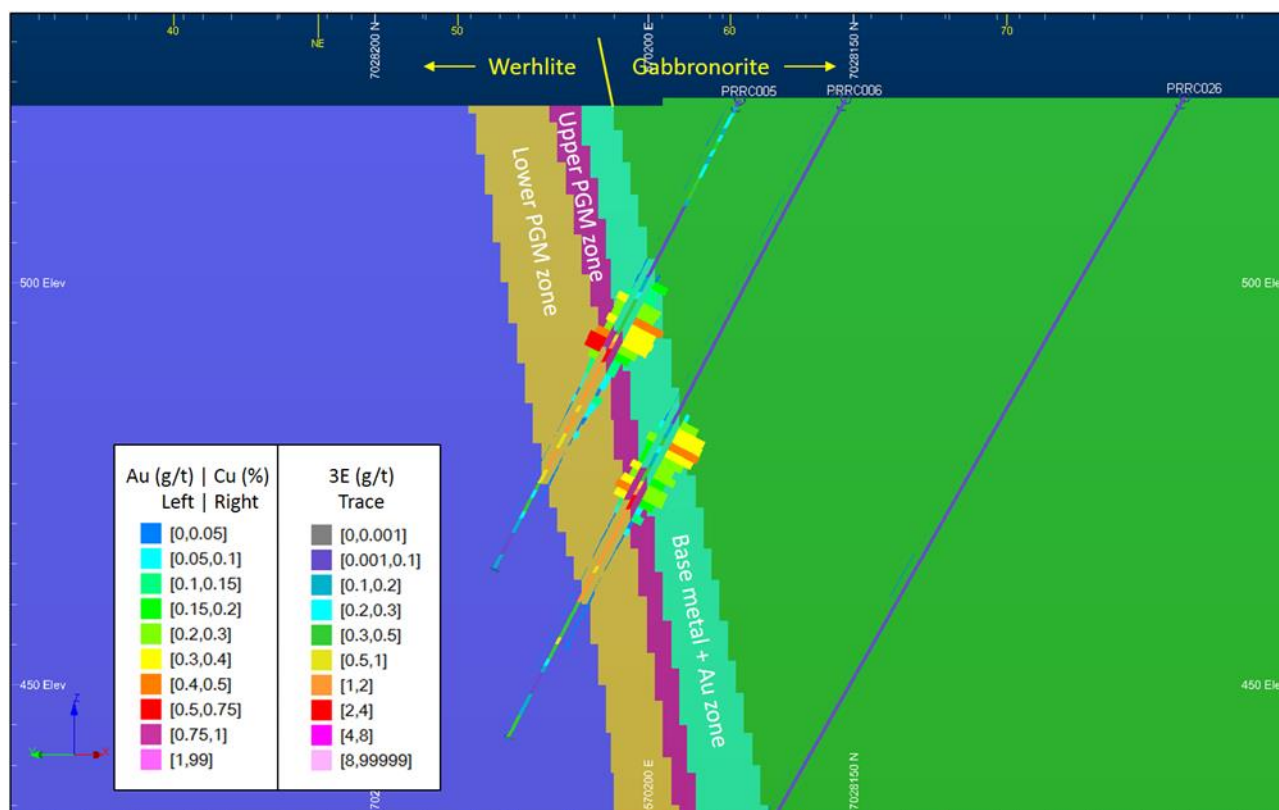 40
NE
7028200 N
50
670200 E
60
7028150 N
70
Werhlite
Gabbronorite
PRRC005
PRRC006
PRRC026
Lower PGM zone
Upper PGM zone
Base metal + Au zone
500 Elev
500 Elev
450 Elev
450 Elev
Au (g/t) | Cu (%)
Left | Right
[0,0.05]
[0.05,0.1]
[0.1,0.15]
[0.15,0.2]
[0.2,0.3]
[0.3,0.4]
[0.4,0.5]
[0.5,0.75]
[0.75,1]
[1,99]
3E (g/t)
Trace
[0,0.001]
[0.001,0.1]
[0.1,0.2]
[0.2,0.3]
[0.3,0.5]
[0.5,1]
[1,2]
[2,4]
[4,8]
[8,99999]
Z
Y
X
670200 E
7028150 N